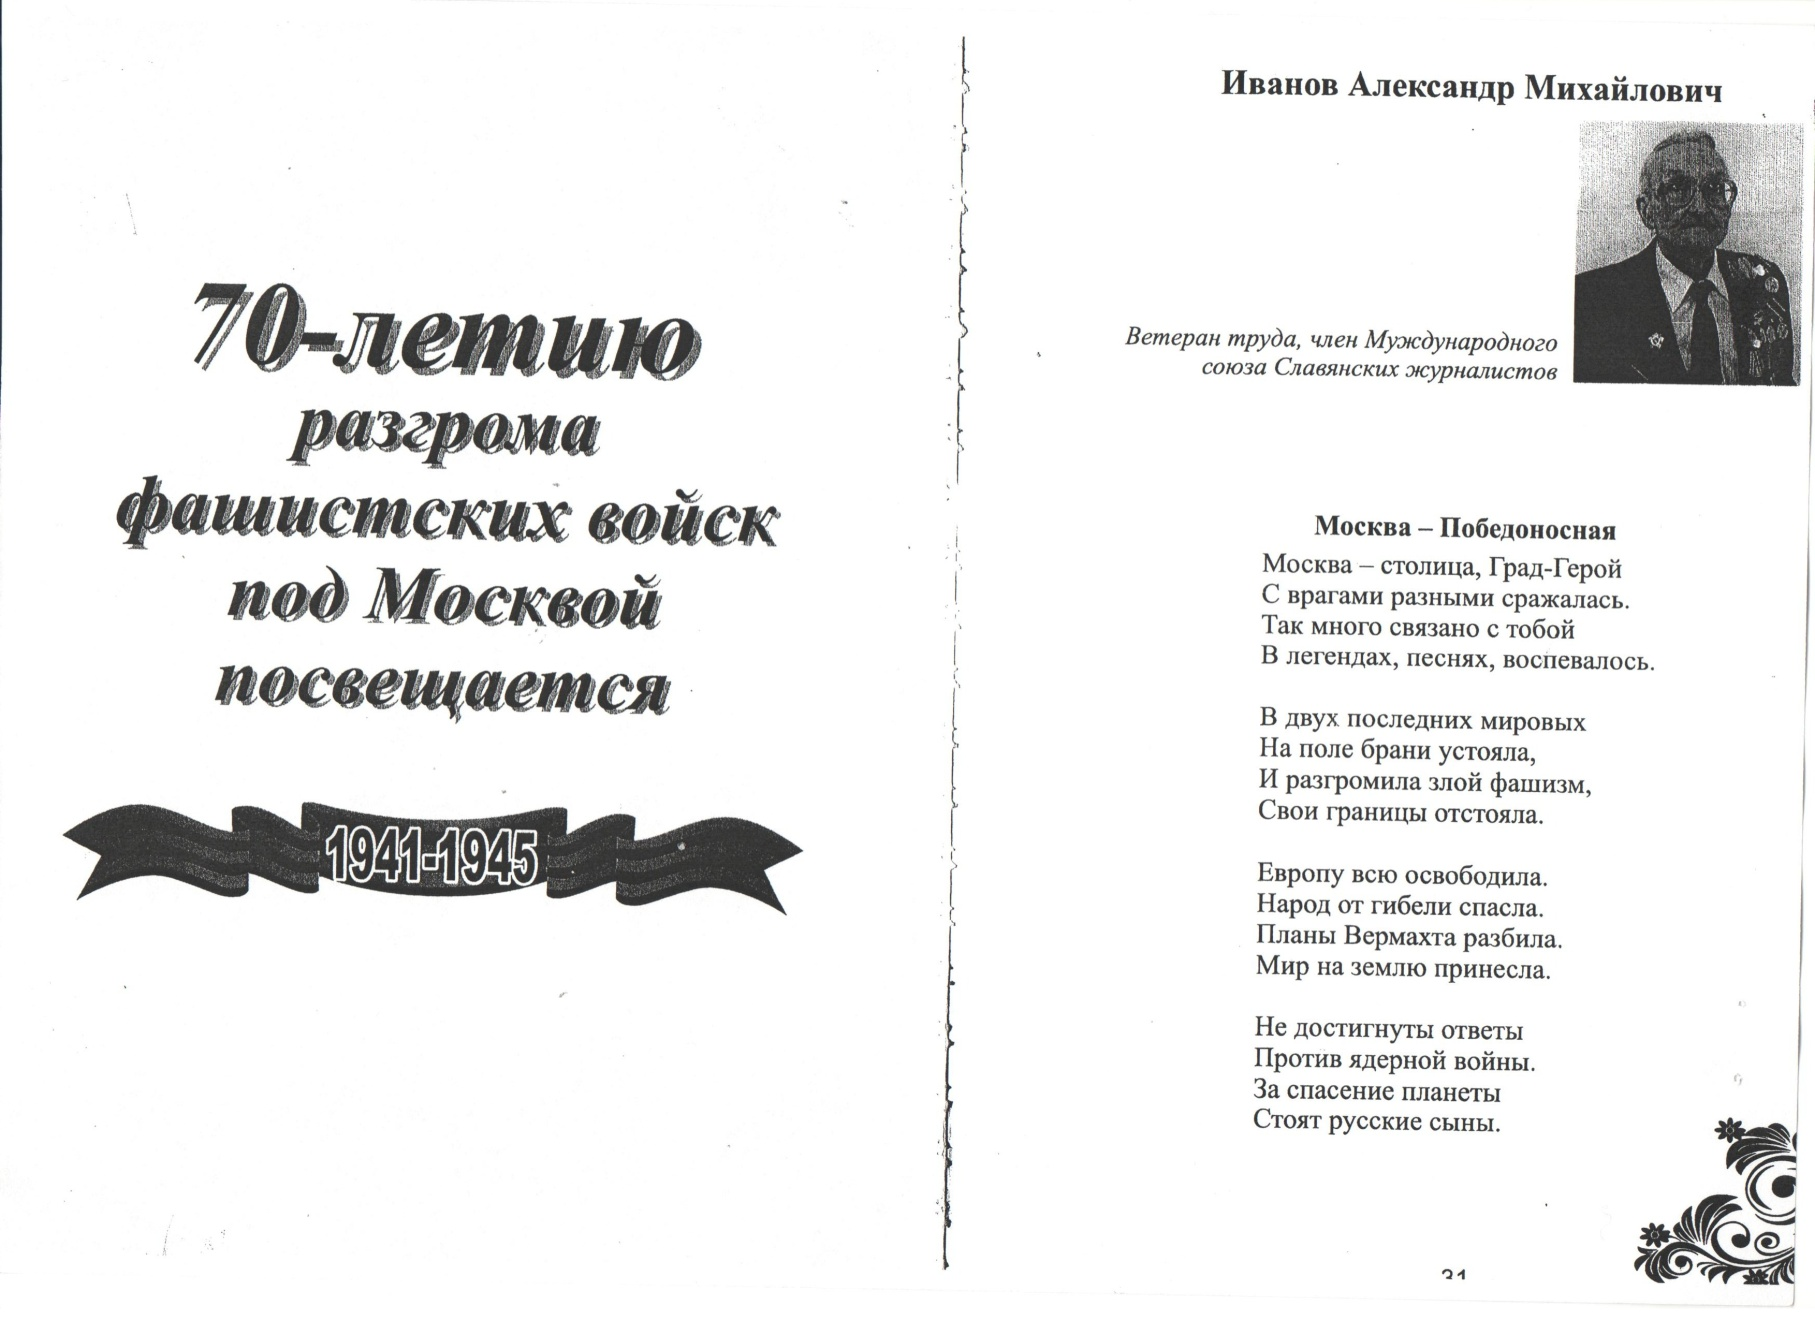 70-летию
разгрома
фашистских войск
под Москвой
посвещается
1941-1945
Иванов Александр Михайлович
Ветеран труда, член Муждународного
союза Славянских журналистов
Москва – Победоносная
Москва – столица, Град-Герой
С врагами разными сражалась.
Так много связано с тобой
В легендах, песнях, воспевалось.
В двух последних мировых
На поле брани устояла,
И разгромила злой фашизм,
Свои границы отстояла.
Европу всю освободила.
Народ от гибели спасла.
Планы Вермахта разбила.
Мир на землю принесла.
Не достигнуты ответы
Против ядерной войны.
За спасение планеты
Стоят русские сыны.
31